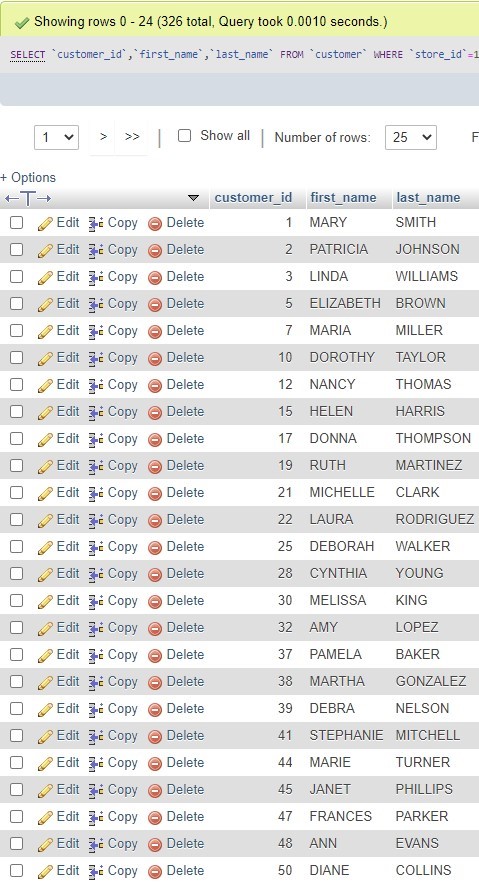 Showing rows 0 - 24 (326 total, Query took 0.0010 seconds.)
SELECT `customer_id`,`first_name`,`last_name` FROM `customer` WHERE `store_id`=1
1 > >> | Show all | Number of rows: 25 F
+ Options
←T→ customer_id first_name last_name
Edit Copy Delete 1 MARY SMITH
Edit Copy Delete 2 PATRICIA JOHNSON
Edit Copy Delete 3 LINDA WILLIAMS
Edit Copy Delete 5 ELIZABETH BROWN
Edit Copy Delete 7 MARIA MILLER
Edit Copy Delete 10 DOROTHY TAYLOR
Edit Copy Delete 12 NANCY THOMAS
Edit Copy Delete 15 HELEN HARRIS
Edit Copy Delete 17 DONNA THOMPSON
Edit Copy Delete 19 RUTH MARTINEZ
Edit Copy Delete 21 MICHELLE CLARK
Edit Copy Delete 22 LAURA RODRIGUEZ
Edit Copy Delete 25 DEBORAH WALKER
Edit Copy Delete 28 CYNTHIA YOUNG
Edit Copy Delete 30 MELISSA KING
Edit Copy Delete 32 AMY LOPEZ
Edit Copy Delete 37 PAMELA BAKER
Edit Copy Delete 38 MARTHA GONZALEZ
Edit Copy Delete 39 DEBRA NELSON
Edit Copy Delete 41 STEPHANIE MITCHELL
Edit Copy Delete 44 MARIE TURNER
Edit Copy Delete 45 JANET PHILLIPS
Edit Copy Delete 47 FRANCES PARKER
Edit Copy Delete 48 ANN EVANS
Edit Copy Delete 50 DIANE COLLINS